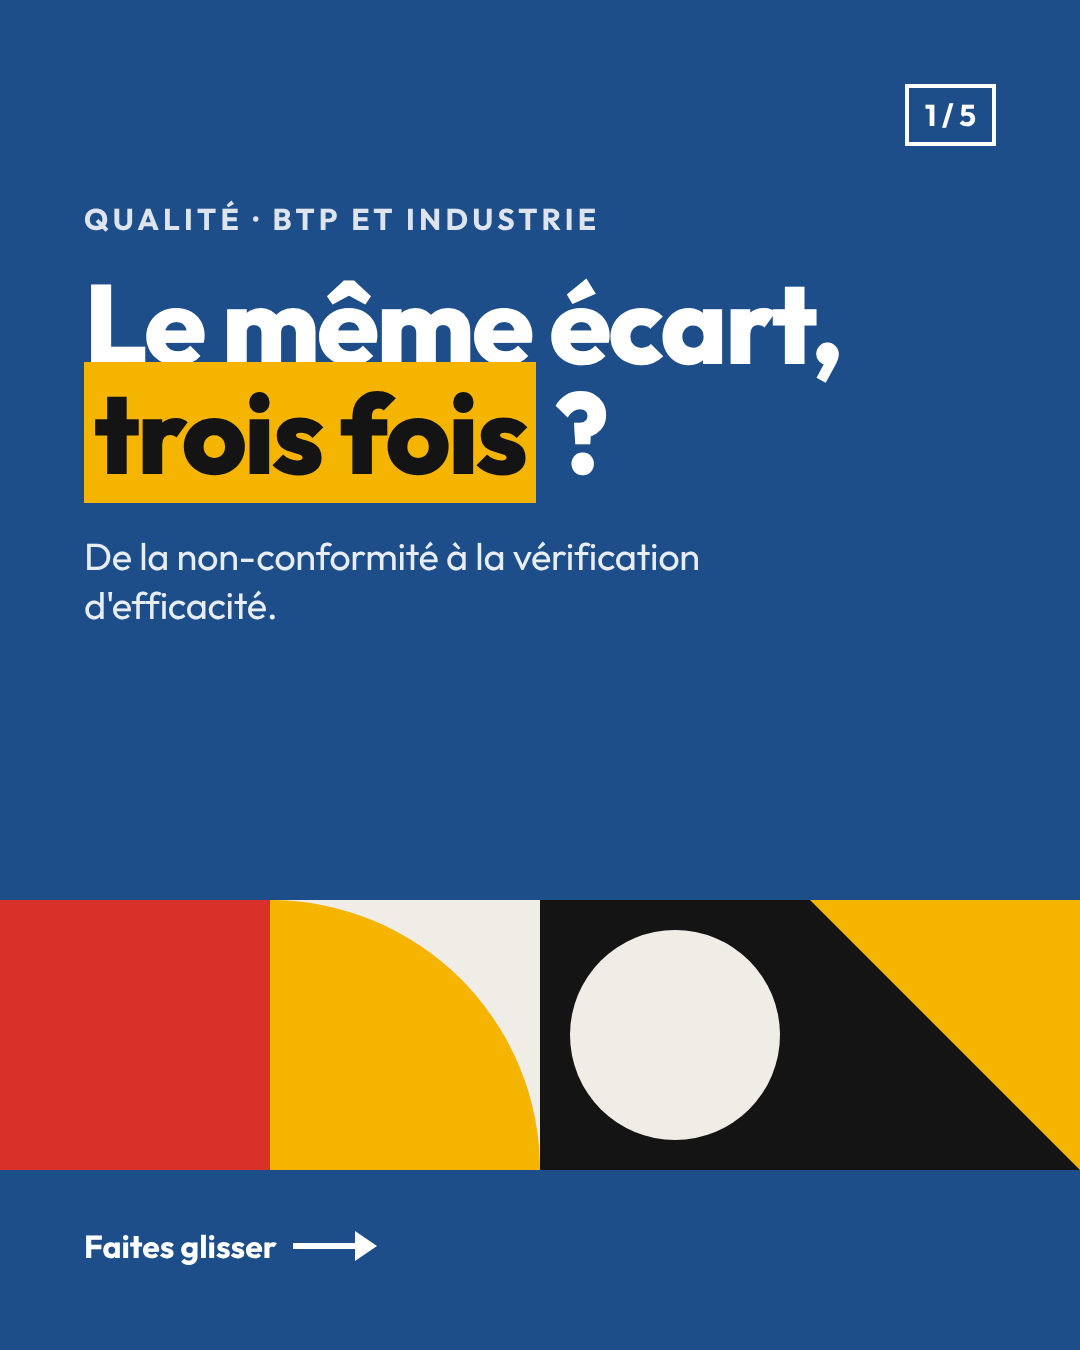 1/5
QUALITÉ · BTP ET INDUSTRIE
Le même écart,
trois fois ?
De la non-conformité à la vérification
d'efficacité.
Faites glisser